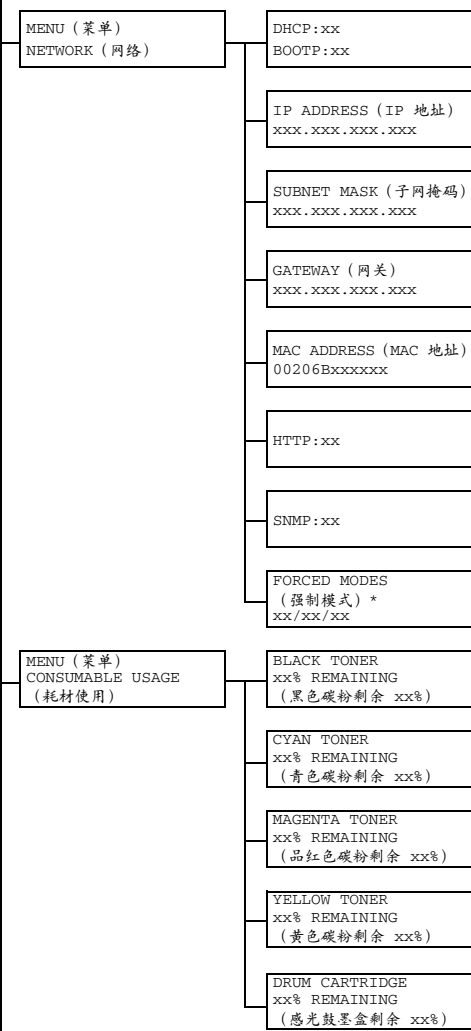 MENU（菜单）
NETWORK（网络）
DHCP:xx
BOOTP:xx
IP ADDRESS（IP 地址）
xxx.xxx.xxx.xxx
SUBNET MASK（子网掩码）
xxx.xxx.xxx.xxx
GATEWAY（网关）
xxx.xxx.xxx.xxx
MAC ADDRESS（MAC 地址）
00206Bxxxxxx
HTTP:xx
SNMP:xx
FORCED MODES
（强制模式）*
xx/xx/xx
MENU（菜单）
CONSUMABLE USAGE
（耗材使用）
BLACK TONER
xx% REMAINING
（黑色碳粉剩余 xx%）
CYAN TONER
xx% REMAINING
（青色碳粉剩余 xx%）
MAGENTA TONER
xx% REMAINING
（品红色碳粉剩余 xx%）
YELLOW TONER
xx% REMAINING
（黄色碳粉剩余 xx%）
DRUM CARTRIDGE
xx% REMAINING
（感光鼓墨盒剩余 xx%）